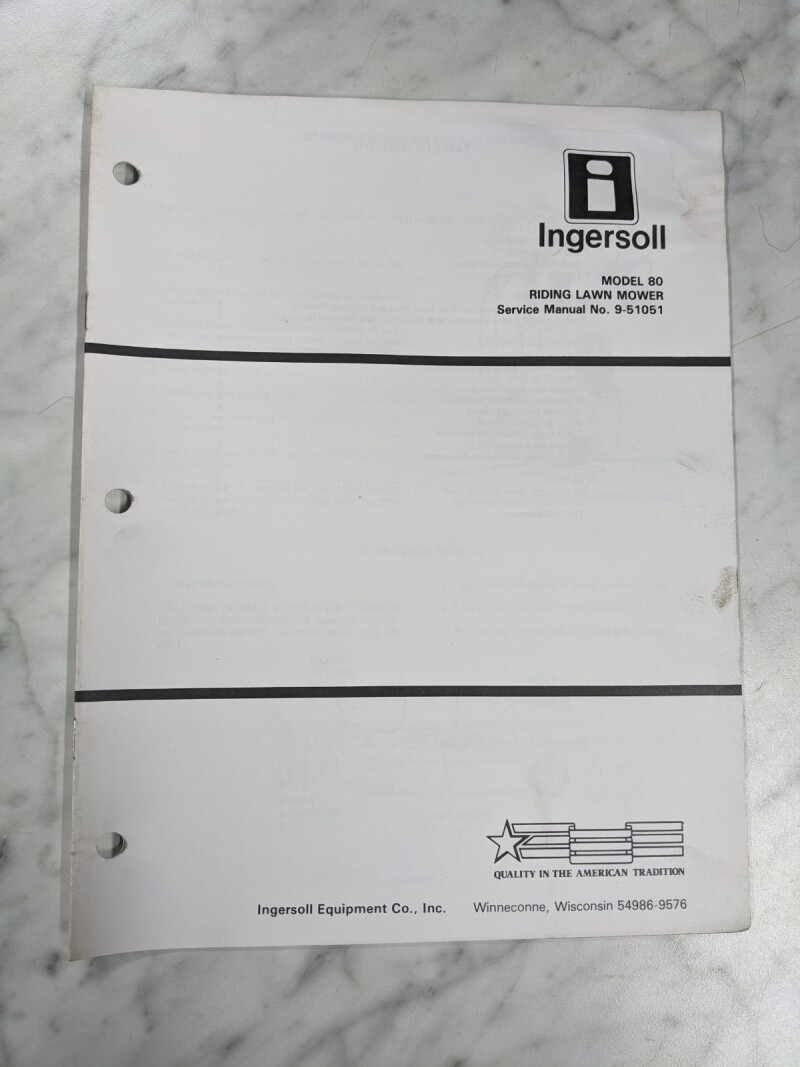 Ingersoll
MODEL 80
RIDING LAWN MOWER
Service Manual No. 9-51051
QUALITY IN THE AMERICAN TRADITION
Ingersoll Equipment Co., Inc. Winneconne, Wisconsin 54986-9576